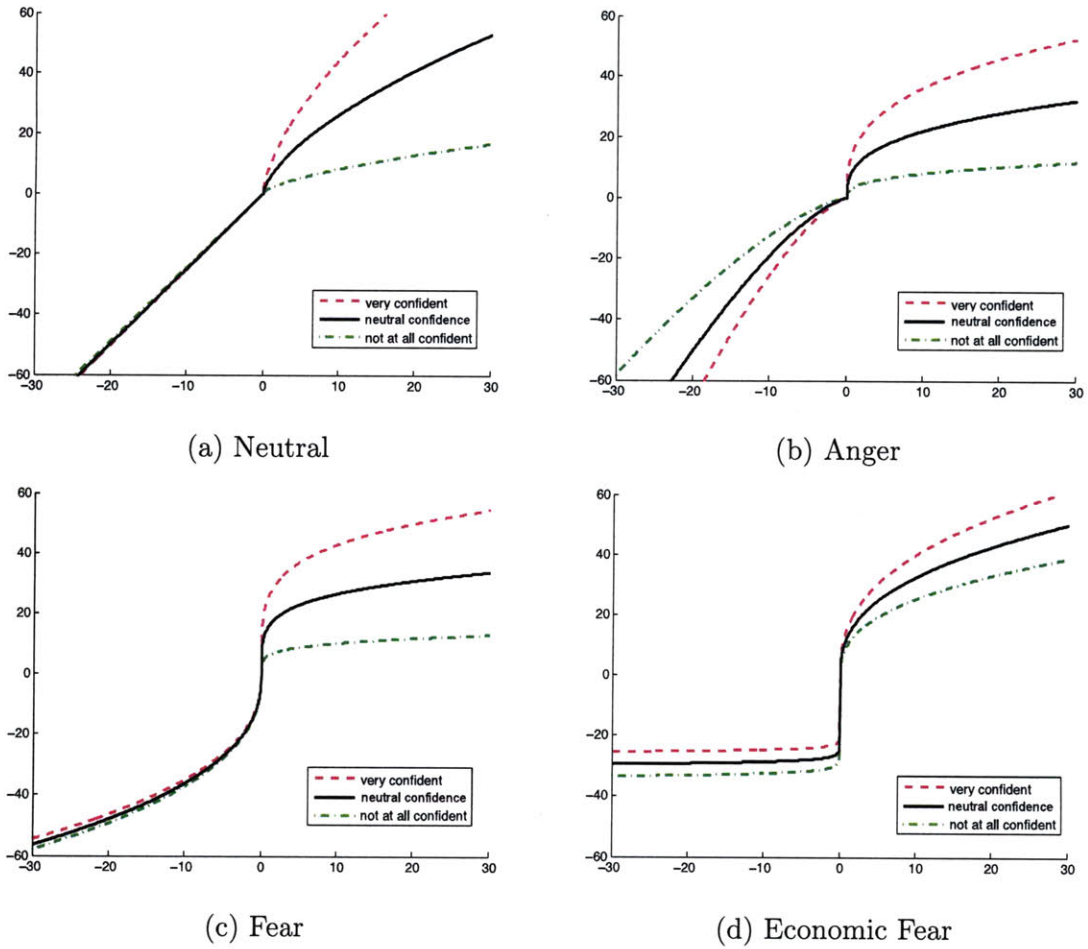 60
40
20
0
−20
−40
−60
−30 −20 −10 0 10 20 30
very confident
neutral confidence
not at all confident
(a) Neutral
60
40
20
0
−20
−40
−60
−30 −20 −10 0 10 20 30
very confident
neutral confidence
not at all confident
(b) Anger
60
40
20
0
−20
−40
−60
−30 −20 −10 0 10 20 30
very confident
neutral confidence
not at all confident
(c) Fear
60
40
20
0
−20
−40
−60
−30 −20 −10 0 10 20 30
very confident
neutral confidence
not at all confident
(d) Economic Fear